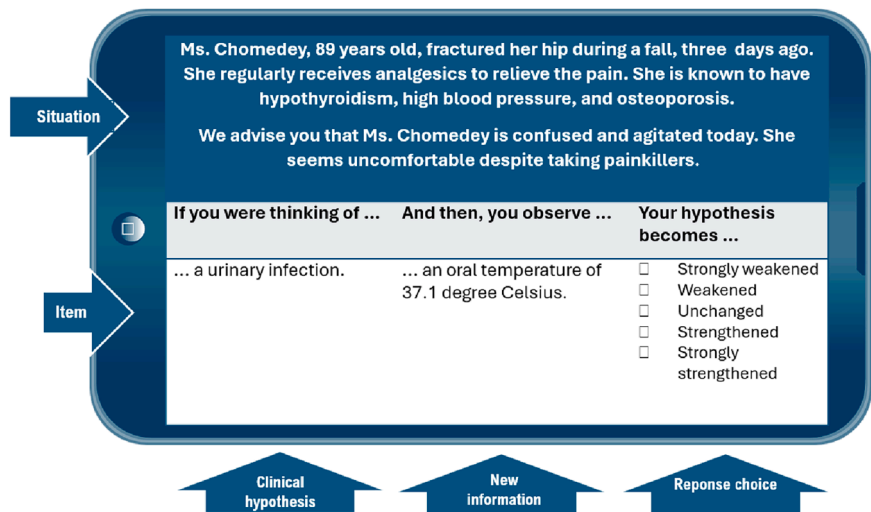 Ms. Chomedey, 89 years old, fractured her hip during a fall, three days ago.
She regularly receives analgesics to relieve the pain. She is known to have
hypothyroidism, high blood pressure, and osteoporosis.
We advise you that Ms. Chomedey is confused and agitated today. She
seems uncomfortable despite taking painkillers.
Situation
If you were thinking of ... And then, you observe ... Your hypothesis
becomes ...
Item
... a urinary infection.
... an oral temperature of
37.1 degree Celsius.
☐ Strongly weakened
☐ Weakened
☐ Unchanged
☐ Strengthened
☐ Strongly
strengthened
Clinical
hypothesis
New
information
Reponse choice